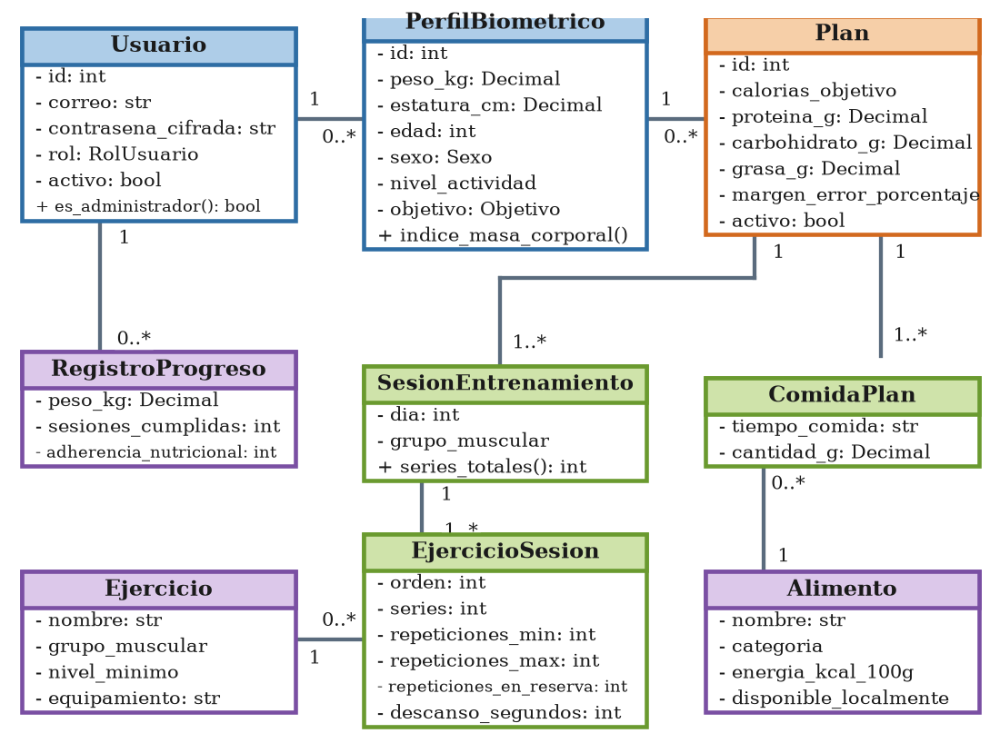 Usuario
- id: int
- correo: str
- contrasena_cifrada: str
- rol: RolUsuario
- activo: bool
+ es_administrador(): bool
1
0..*
PerfilBiometrico
- id: int
- peso_kg: Decimal
- estatura_cm: Decimal
- edad: int
- sexo: Sexo
- nivel_actividad
- objetivo: Objetivo
+ indice_masa_corporal()
1
0..*
Plan
- id: int
- calorias_objetivo
- proteina_g: Decimal
- carbohidrato_g: Decimal
- grasa_g: Decimal
- margen_error_porcentaje
- activo: bool
1
0..*
1
1..*
1
1..*
RegistroProgreso
- peso_kg: Decimal
- sesiones_cumplidas: int
- adherencia_nutricional: int
SesionEntrenamiento
- dia: int
- grupo_muscular
+ series_totales(): int
1
1..*
ComidaPlan
- tiempo_comida: str
- cantidad_g: Decimal
0..*
1
Ejercicio
- nombre: str
- grupo_muscular
- nivel_minimo
- equipamiento: str
0..*
1
EjercicioSesion
- orden: int
- series: int
- repeticiones_min: int
- repeticiones_max: int
- repeticiones_en_reserva: int
- descanso_segundos: int
Alimento
- nombre: str
- categoria
- energia_kcal_100g
- disponible_localmente